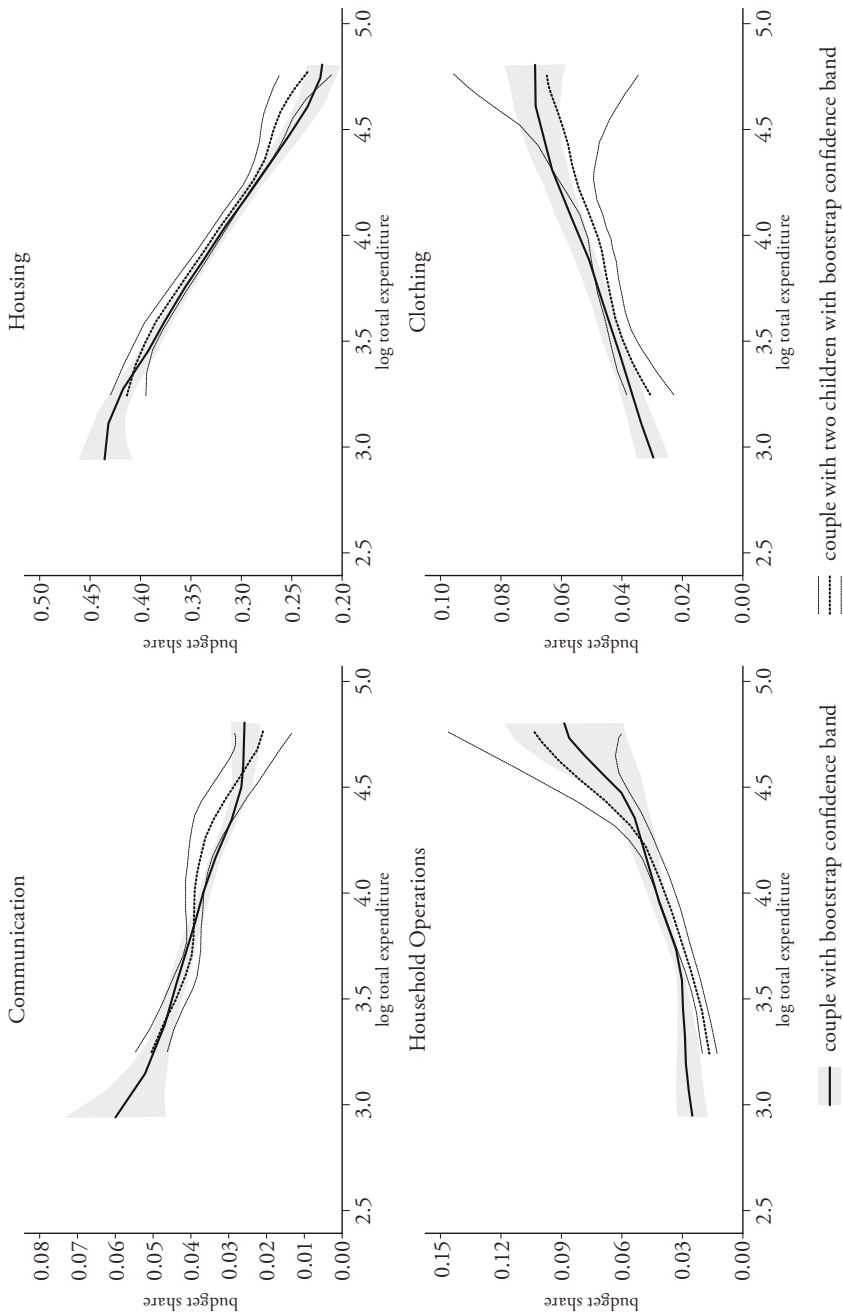 Communication
budget share
0.08
0.07
0.06
0.05
0.04
0.03
0.02
0.01
0.00
2.5 3.0 3.5 4.0 4.5 5.0
log total expenditure
Housing
budget share
0.50
0.45
0.40
0.35
0.30
0.25
0.20
2.5 3.0 3.5 4.0 4.5 5.0
log total expenditure
Household Operations
budget share
0.15
0.12
0.09
0.06
0.03
0.00
2.5 3.0 3.5 4.0 4.5 5.0
log total expenditure
Clothing
budget share
0.10
0.08
0.06
0.04
0.02
0.00
2.5 3.0 3.5 4.0 4.5 5.0
log total expenditure
couple with bootstrap confidence band
couple with two children with bootstrap confidence band